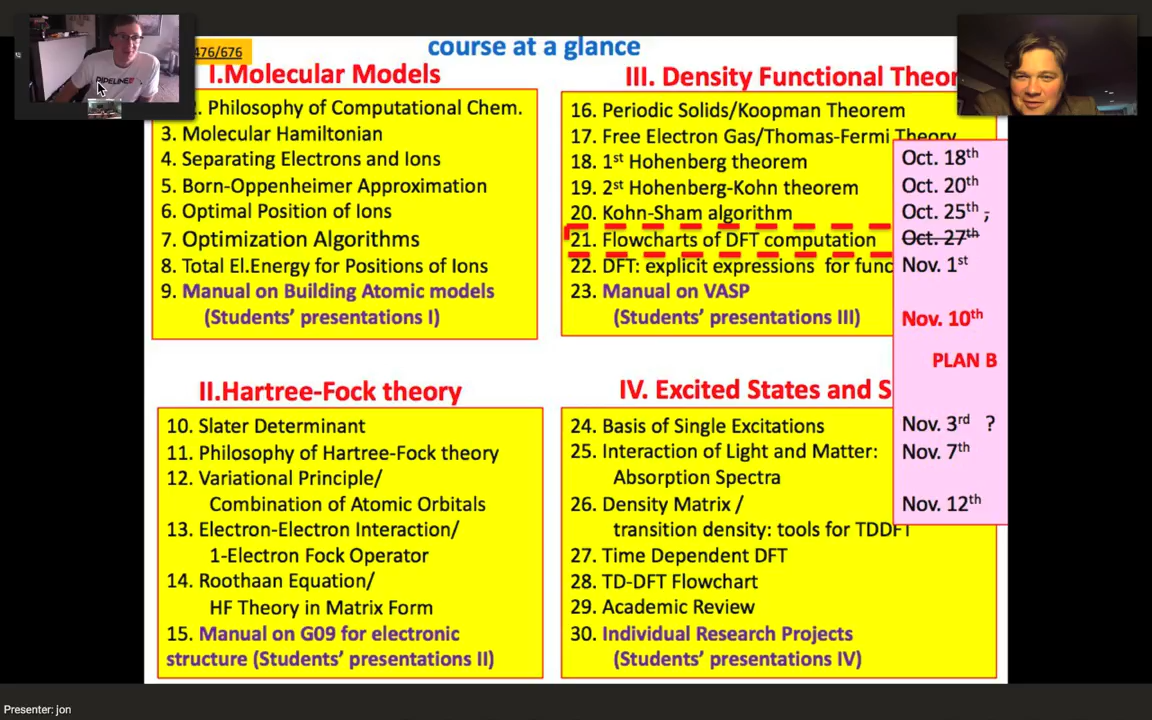 476/676
course at a glance
I.Molecular Models
. Philosophy of Computational Chem.
3. Molecular Hamiltonian
4. Separating Electrons and Ions
5. Born-Oppenheimer Approximation
6. Optimal Position of Ions
7. Optimization Algorithms
8. Total El.Energy for Positions of Ions
9. Manual on Building Atomic models
(Students’ presentations I)
III. Density Functional Theor
16. Periodic Solids/Koopman Theorem
17. Free Electron Gas/Thomas-Fermi Theory
18. 1st Hohenberg theorem
19. 2st Hohenberg-Kohn theorem
20. Kohn-Sham algorithm
21. Flowcharts of DFT computation
22. DFT: explicit expressions for func
23. Manual on VASP
(Students’ presentations III)
Oct. 18th
Oct. 20th
Oct. 25th ,
Oct. 27th
Nov. 1st
Nov. 10th
PLAN B
Nov. 3rd ?
Nov. 7th
Nov. 12th
II.Hartree-Fock theory
10. Slater Determinant
11. Philosophy of Hartree-Fock theory
12. Variational Principle/
Combination of Atomic Orbitals
13. Electron-Electron Interaction/
1-Electron Fock Operator
14. Roothaan Equation/
HF Theory in Matrix Form
15. Manual on G09 for electronic
structure (Students’ presentations II)
IV. Excited States and S
24. Basis of Single Excitations
25. Interaction of Light and Matter:
Absorption Spectra
26. Density Matrix /
transition density: tools for TDDFT
27. Time Dependent DFT
28. TD-DFT Flowchart
29. Academic Review
30. Individual Research Projects
(Students’ presentations IV)
PIPELINE
Presenter: jon